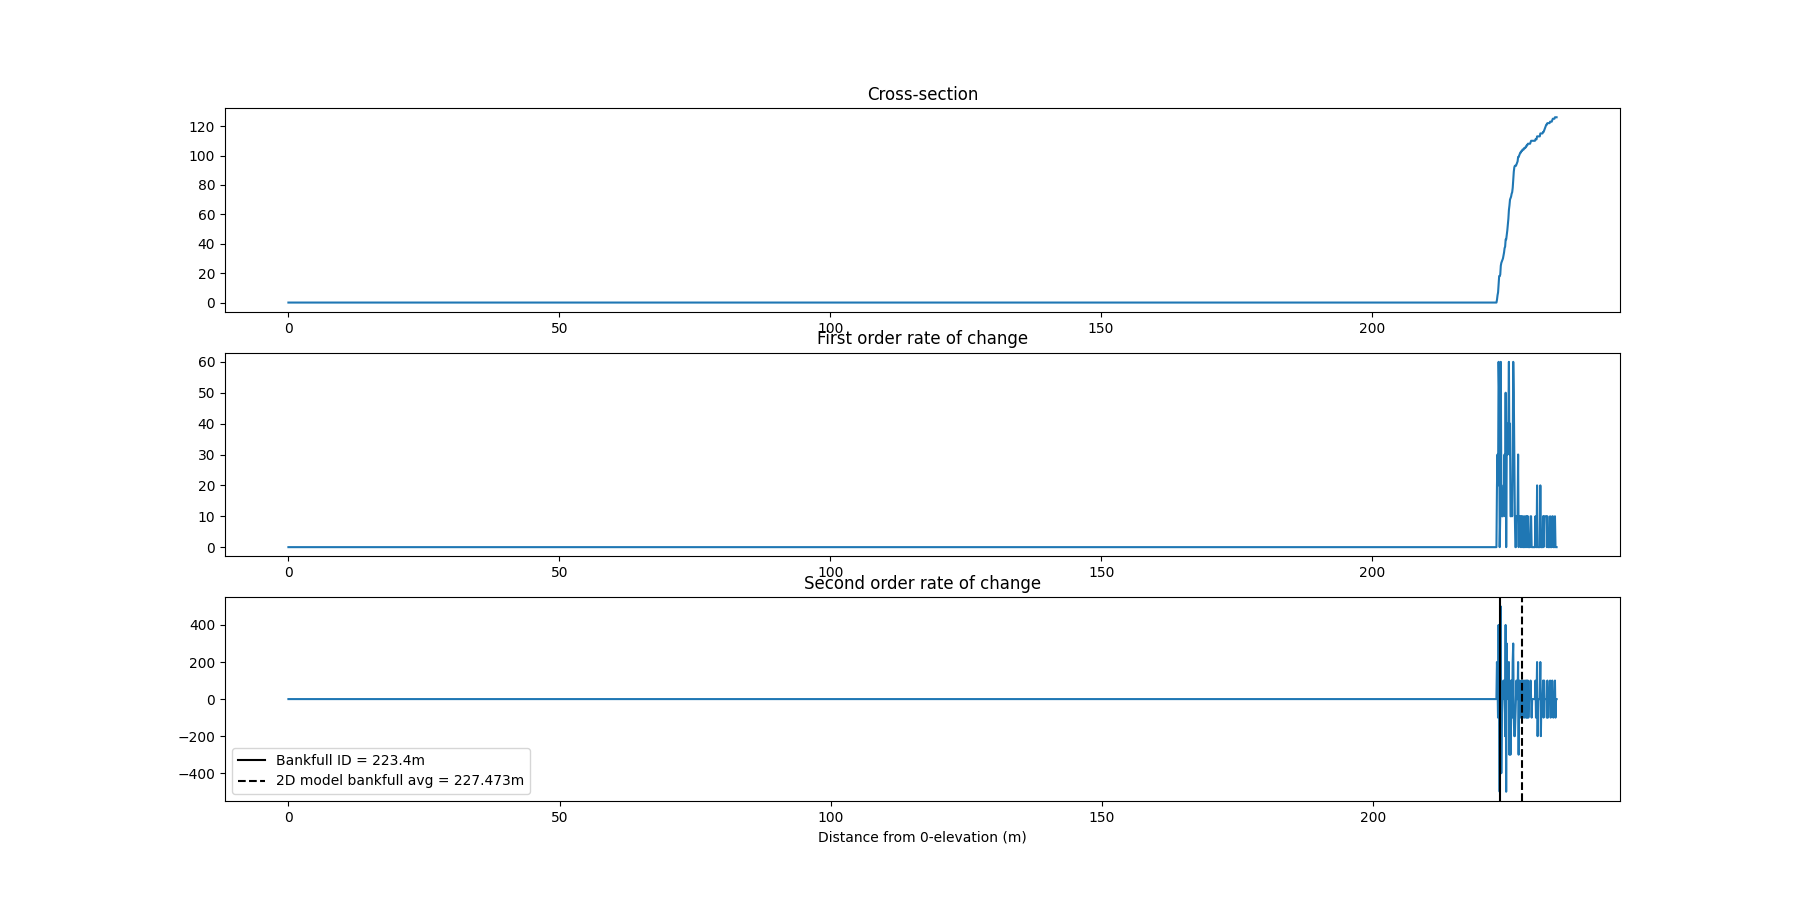 Cross-section
120
100
80
60
40
20
0
0 50 100 150 200
First order rate of change
60
50
40
30
20
10
0
0 50 100 150 200
Second order rate of change
400
200
0
−200
−400
Bankfull ID = 223.4m
2D model bankfull avg = 227.473m
0 50 100 150 200
Distance from 0-elevation (m)